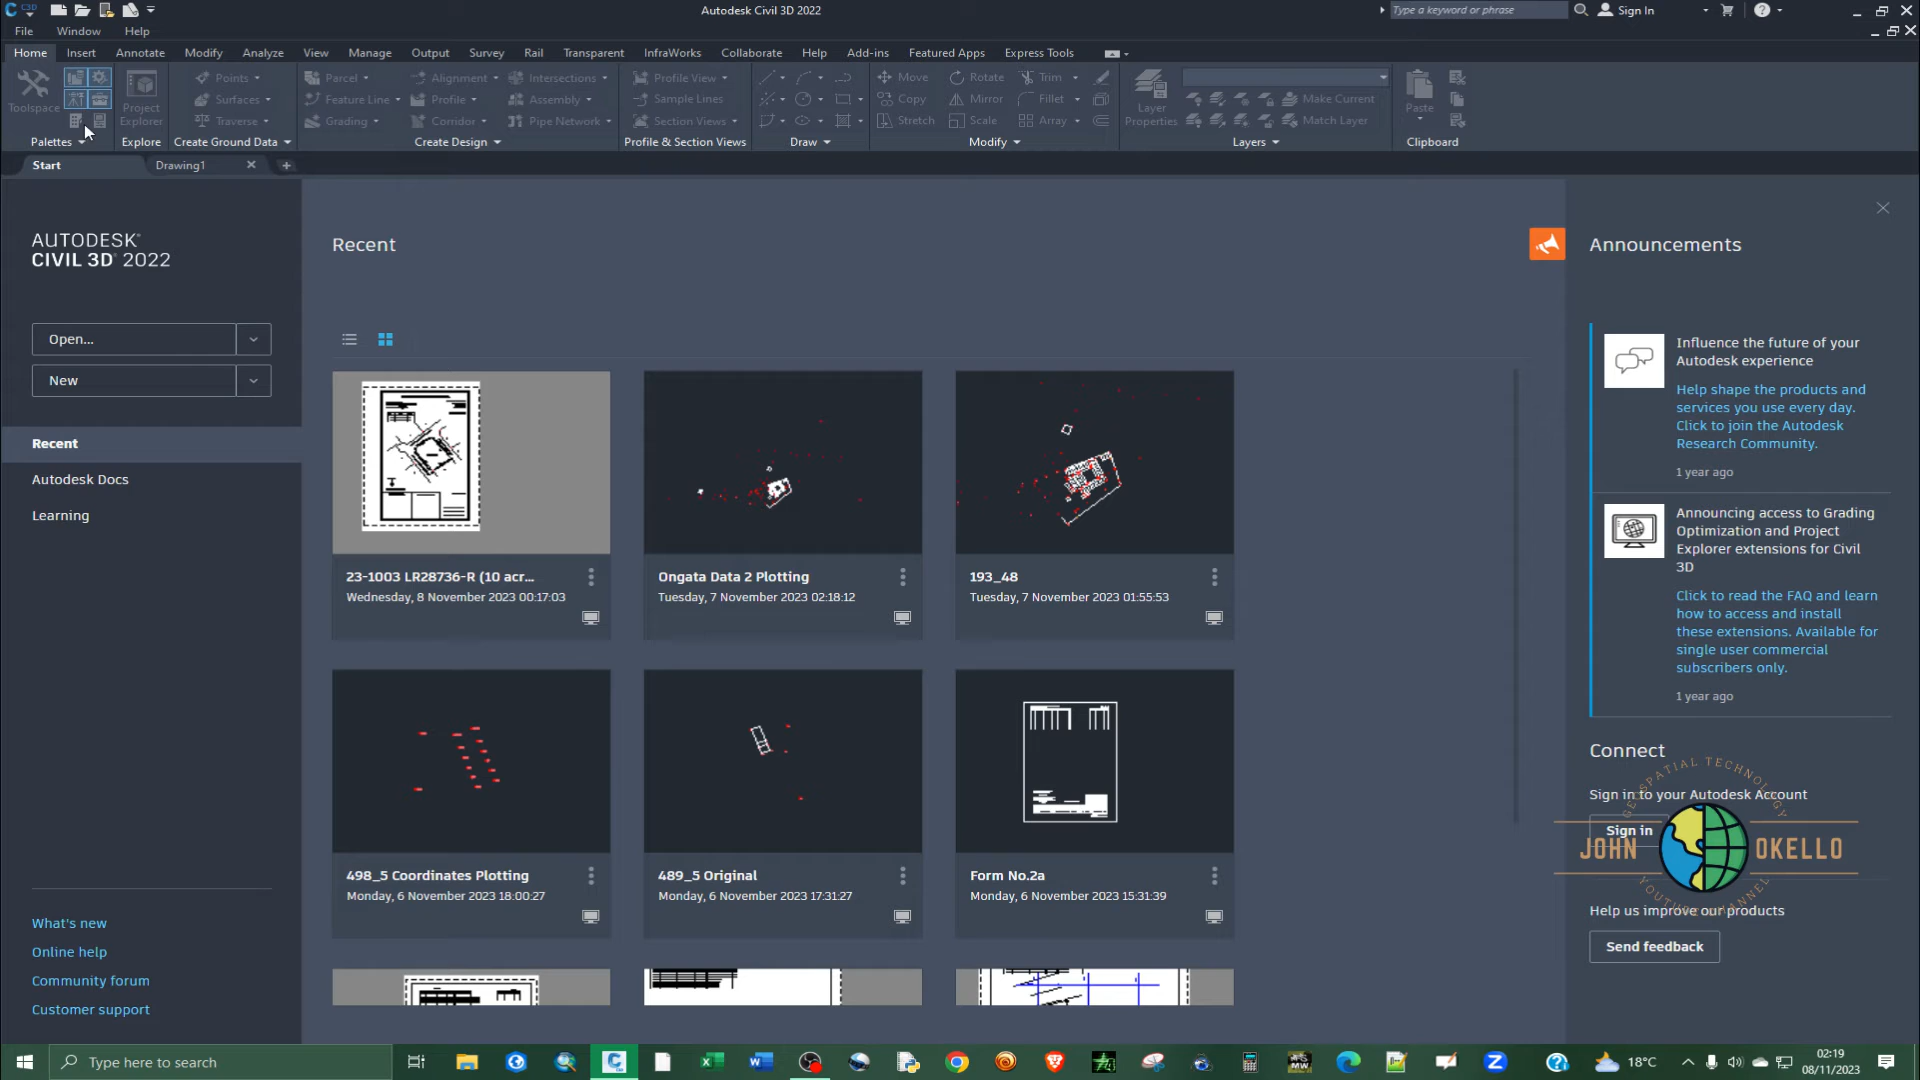 C3D
Autodesk Civil 3D 2022
Type a keyword or phrase
Sign In
File Window Help
Home Insert Annotate Modify Analyze View Manage Output Survey Rail Transparent InfraWorks Collaborate Help Add-ins Featured Apps Express Tools
Toolspace
Palettes
Project Explorer
Explore
Points
Surfaces
Traverse
Create Ground Data
Parcel
Feature Line
Grading
Alignment
Profile
Corridor
Intersections
Assembly
Pipe Network
Create Design
Profile View
Sample Lines
Section Views
Profile & Section Views
Draw
Move
Copy
Stretch
Rotate
Mirror
Scale
Trim
Fillet
Array
Modify
Layer Properties
Make Current
Match Layer
Layers
Paste
Clipboard
Start Drawing1
AUTODESK
CIVIL 3D 2022
Open...
New
Recent
Autodesk Docs
Learning
What's new
Online help
Community forum
Customer support
Recent
23-1003 LR28736-R (10 acr...
Wednesday, 8 November 2023 00:17:03
Ongata Data 2 Plotting
Tuesday, 7 November 2023 02:18:12
193_48
Tuesday, 7 November 2023 01:55:53
498_5 Coordinates Plotting
Monday, 6 November 2023 18:00:27
489_5 Original
Monday, 6 November 2023 17:31:27
Form No.2a
Monday, 6 November 2023 15:31:39
Announcements
Influence the future of your
Autodesk experience
Help shape the products and
services you use every day.
Click to join the Autodesk
Research Community.
1 year ago
Announcing access to Grading
Optimization and Project
Explorer extensions for Civil
3D
Click to read the FAQ and learn
how to access and install
these extensions. Available for
single user commercial
subscribers only.
1 year ago
Connect
Sign in to your Autodesk Account
Sign in
GEOSPATIAL TECHNOLOGY
JOHN OKELLO
YOUTUBE CHANNEL
Help us improve our products
Send feedback
Type here to search
18°C
02:19
08/11/2023